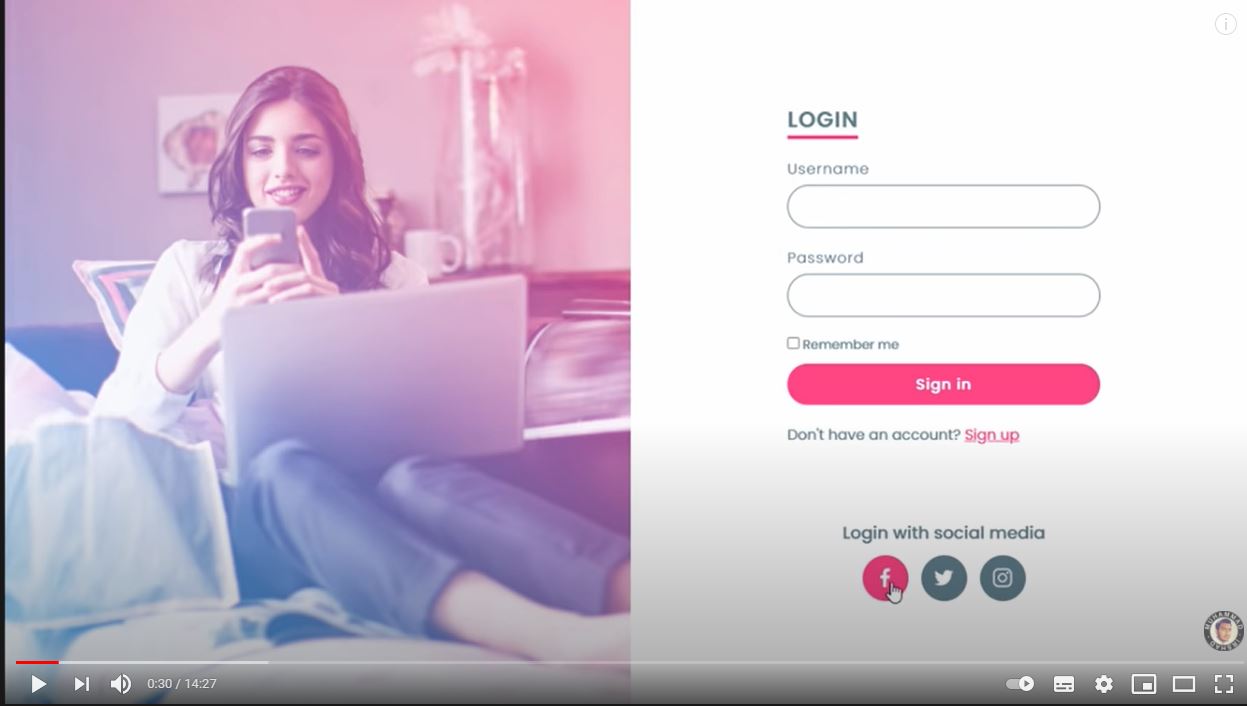 LOGIN
Username
Password
Remember me
Sign in
Don't have an account? Sign up
Login with social media
MUHAMMAD
0:30 / 14:27